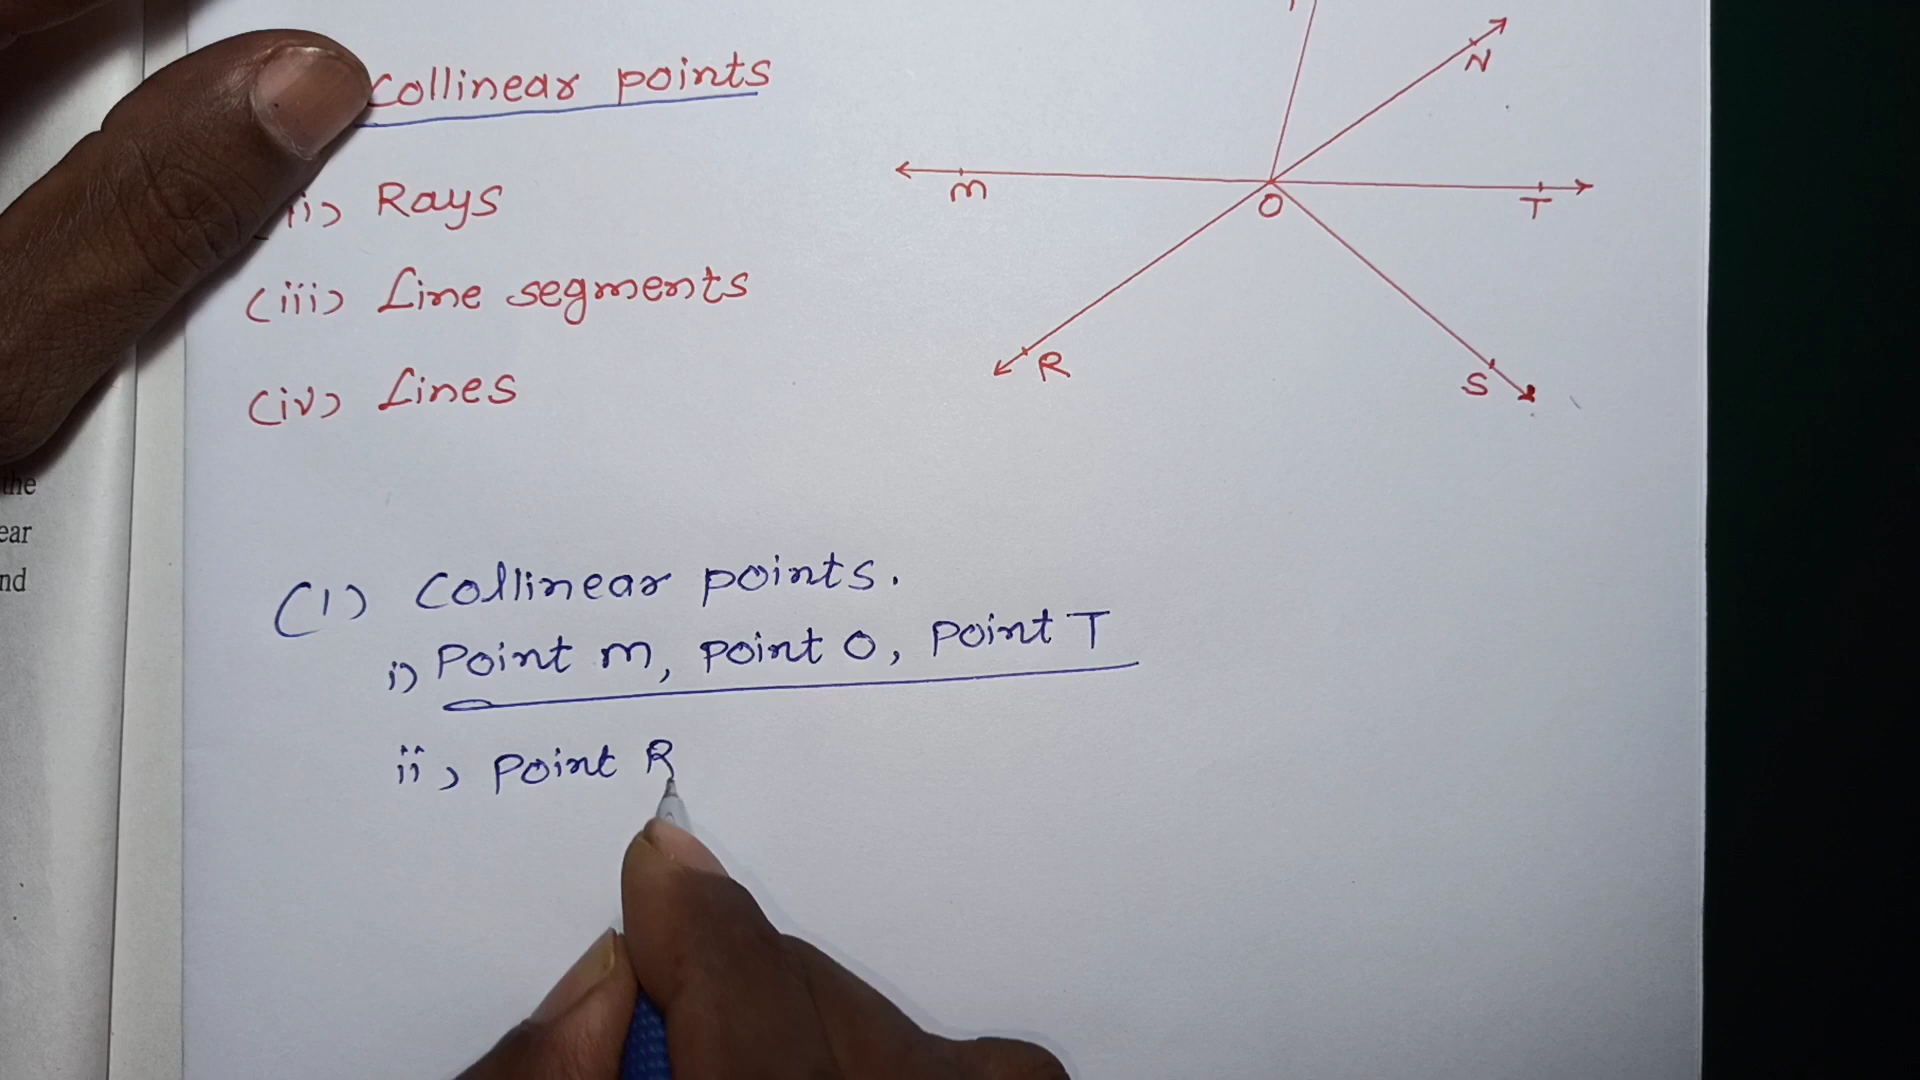 Collinear points
ii) Rays
(iii) Line segments
(iv) Lines
N
M
O
T
R
S
the
ear
nd
(1) Collinear points.
i) Point M, Point O, Point T
ii) Point R